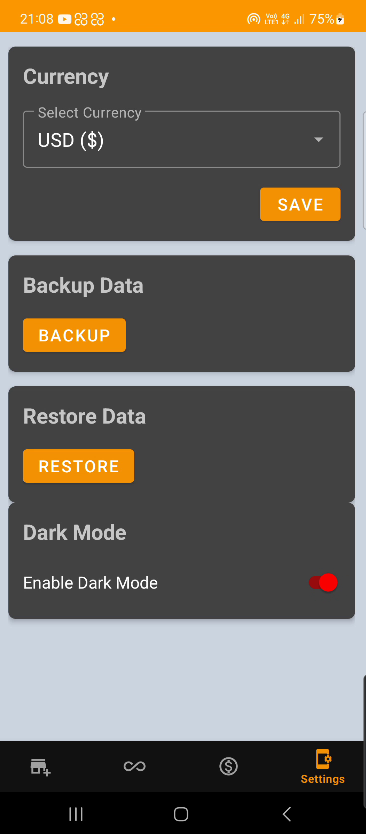 21:08 75%
Currency
Select Currency
USD ($)
SAVE
Backup Data
BACKUP
Restore Data
RESTORE
Dark Mode
Enable Dark Mode
Settings